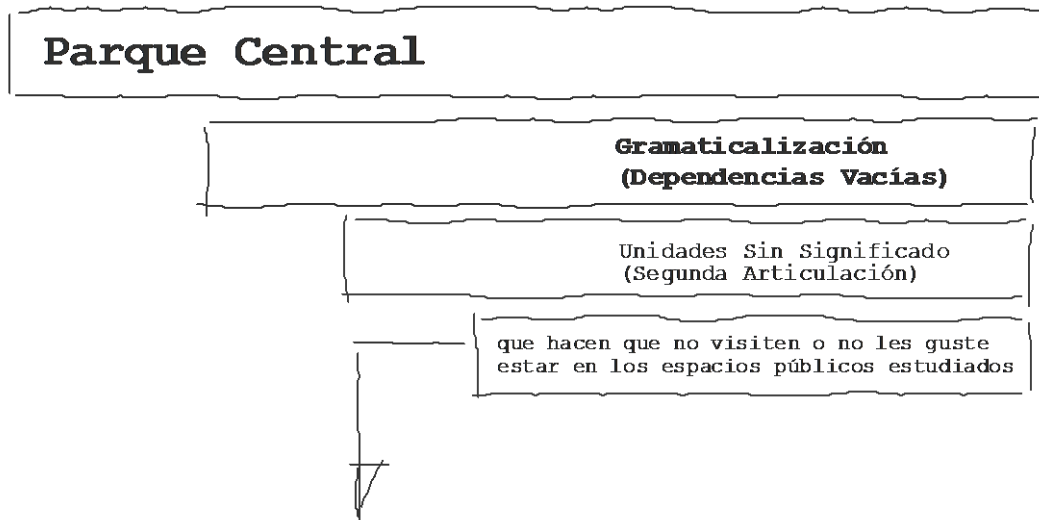 Parque Central
Gramaticalización
(Dependencias Vacías)
Unidades Sin Significado
(Segunda Articulación)
que hacen que no visiten o no les guste
estar en los espacios públicos estudiados